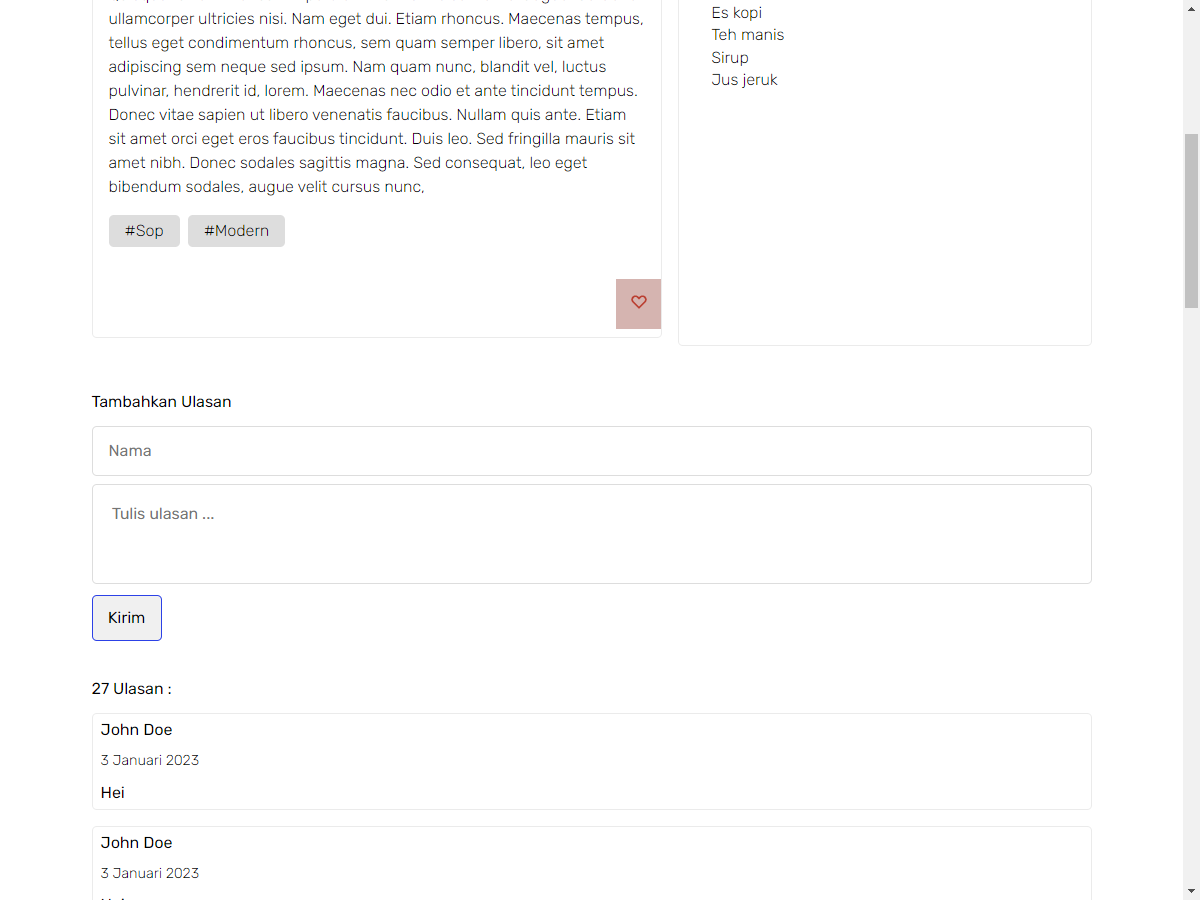 ullamcorper ultricies nisi. Nam eget dui. Etiam rhoncus. Maecenas tempus,
tellus eget condimentum rhoncus, sem quam semper libero, sit amet
adipiscing sem neque sed ipsum. Nam quam nunc, blandit vel, luctus
pulvinar, hendrerit id, lorem. Maecenas nec odio et ante tincidunt tempus.
Donec vitae sapien ut libero venenatis faucibus. Nullam quis ante. Etiam
sit amet orci eget eros faucibus tincidunt. Duis leo. Sed fringilla mauris sit
amet nibh. Donec sodales sagittis magna. Sed consequat, leo eget
bibendum sodales, augue velit cursus nunc,
#Sop #Modern
Es kopi
Teh manis
Sirup
Jus jeruk
Tambahkan Ulasan
Nama
Tulis ulasan ...
Kirim
27 Ulasan :
John Doe
3 Januari 2023
Hei
John Doe
3 Januari 2023